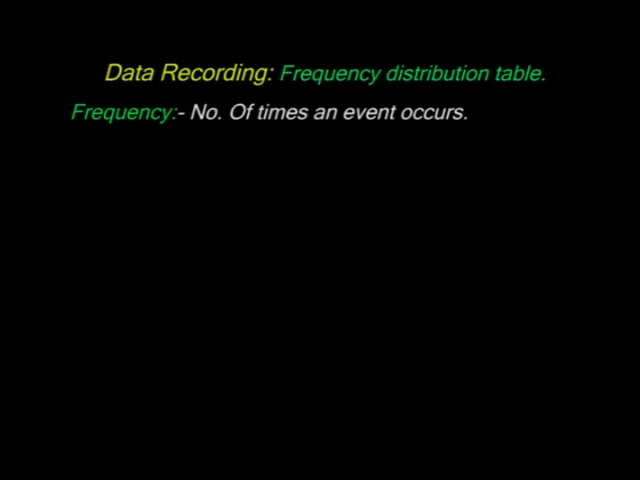 Data Recording: Frequency distribution table.
Frequency:- No. Of times an event occurs.